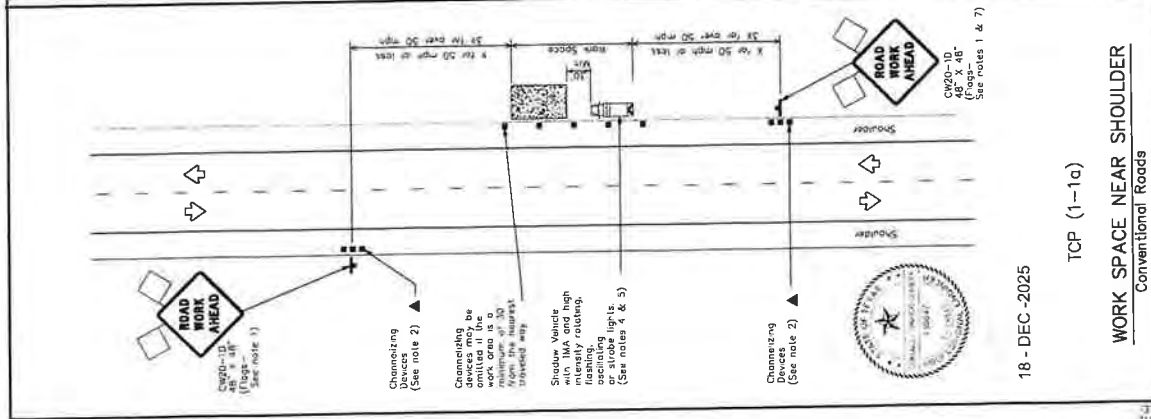 ROAD
WORK
AHEAD
CW20-1D
48" X 48"
(Flags-
See note 1)
3x for over 50 mph
x for 50 mph or less
Work Space
30'
Min
3x for over 50 mph
x for 50 mph or less
Channelizing
Devices
(See note 2) ▲
Channelizing
devices may be
omitted if the
work area is a
minimum of 30'
from the nearest
traveled way
Shadow Vehicle
with TMA and high
intensity rotating,
flashing,
oscillating
or strobe lights.
(See notes 4 & 5)
Channelizing
Devices
(See note 2) ▲
Shoulder
Shoulder
ROAD
WORK
AHEAD
CW20-1D
48" X 48"
(Flags-
See notes 1 & 7)
STATE OF TEXAS
18 - DEC -2025
TCP (1-1a)
WORK SPACE NEAR SHOULDER
Conventional Roads